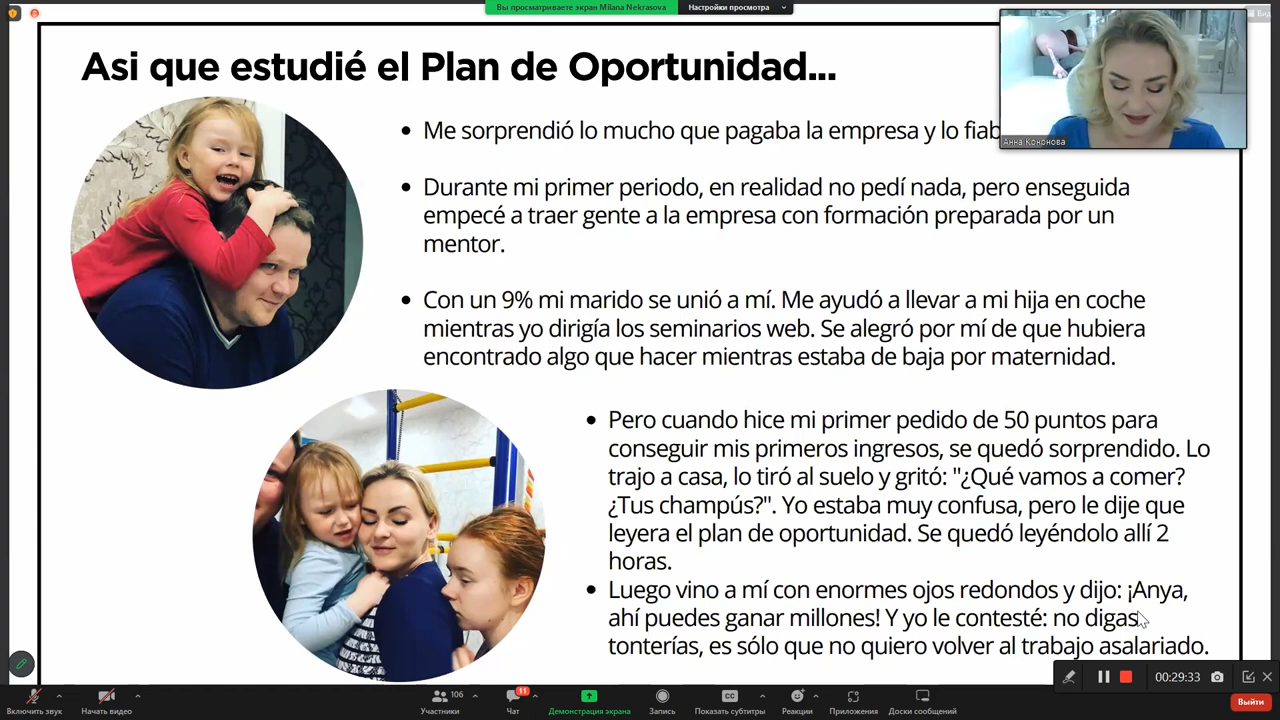 Вы просматриваете экран Milana Nekrasova
Настройки просмотра
Вид
Asi que estudié el Plan de Oportunidad...
Анна Кононова
• Me sorprendió lo mucho que pagaba la empresa y lo
• Durante mi primer periodo, en realidad no pedí nada, pero enseguida
empecé a traer gente a la empresa con formación preparada por un
mentor.
• Con un 9% mi marido se unió a mí. Me ayudó a llevar a mi hija en coche
mientras yo dirigía los seminarios web. Se alegró por mí de que hubiera
encontrado algo que hacer mientras estaba de baja por maternidad.
• Pero cuando hice mi primer pedido de 50 puntos para
conseguir mis primeros ingresos, se quedó sorprendido. Lo
trajo a casa, lo tiró al suelo y gritó: "¿Qué vamos a comer?
¿Tus champús?". Yo estaba muy confusa, pero le dije que
leyera el plan de oportunidad. Se quedó leyéndolo allí 2
horas.
• Luego vino a mí con enormes ojos redondos y dijo: ¡Anya,
ahí puedes ganar millones! Y yo le contesté: no digas
tonterías, es sólo que no quiero volver al trabajo asalariado.
00:29:33
106
11
CC
Включить звук
Начать видео
Участники
Чат
Демонстрация экрана
Запись
Показать субтитры
Реакции
Приложения
Доски сообщений
Выйти